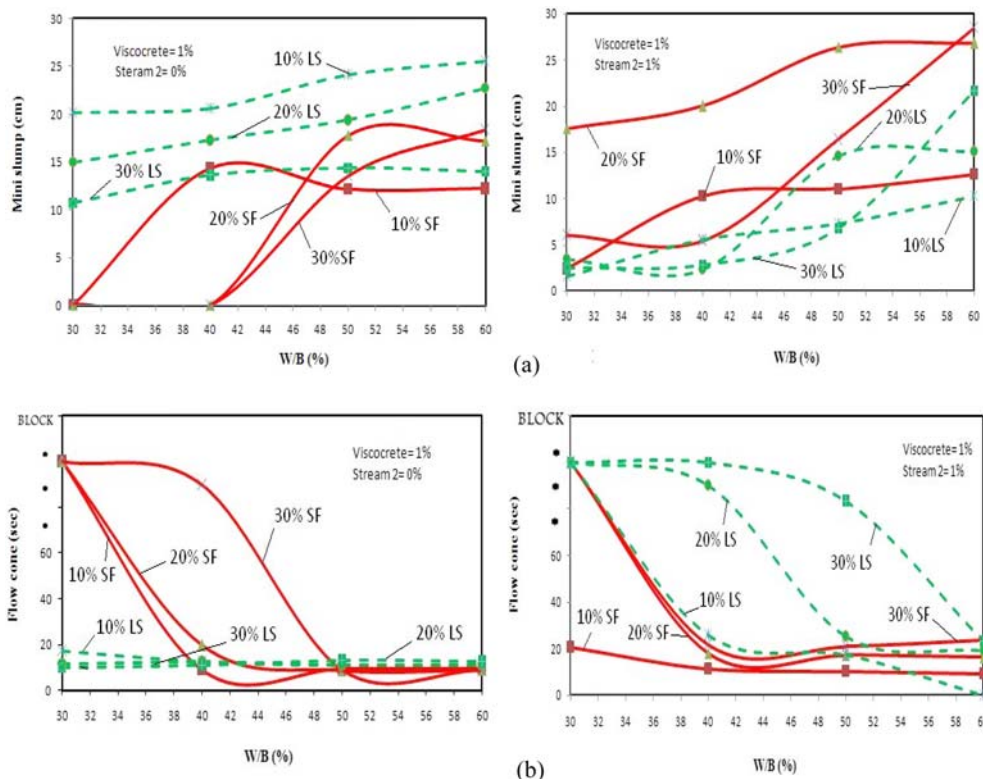 30
25
20
15
10
5
0
Mini slump (cm)
Viscocrete= 1%
Steram 2= 0%
10% LS
20% LS
30% LS
20% SF
30%SF
10% SF
30 32 34 36 38 40 42 44 46 48 50 52 54 56 58 60
W/B (%)
30
25
20
15
10
5
0
Mini slump (cm)
Viscocrete= 1%
Stream 2= 1%
30% SF
20%LS
20% SF
10% SF
30% LS
10%LS
30 32 34 36 38 40 42 44 46 48 50 52 54 56 58 60
W/B (%)
(a)
BLOCK
60
40
20
0
Flow cone (sec)
Viscocrete= 1%
Stream 2= 0%
30% SF
20% SF
10% SF
10% LS
30% LS
20% LS
30 32 34 36 38 40 42 44 46 48 50 52 54 56 58 60
W/B (%)
BLOCK
60
40
20
0
Flow cone (sec)
Viscocrete= 1%
Stream 2= 1%
20% LS
30% LS
10% LS
10% SF
20% SF
30% SF
30 32 34 36 38 40 42 44 46 48 50 52 54 56 58 60
W/B (%)
(b)